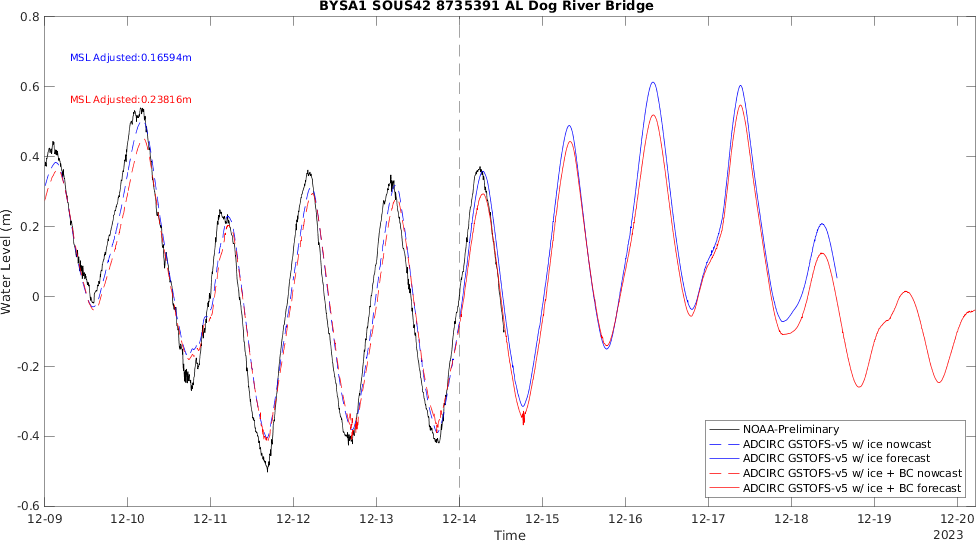 BYSA1 SOUS42 8735391 AL Dog River Bridge
0.8
MSL Adjusted:0.16594m
0.6
MSL Adjusted:0.23816m
0.4
0.2
Water Level (m)
0
-0.2
-0.4
NOAA-Preliminary
ADCIRC GSTOFS-v5 w/ ice nowcast
ADCIRC GSTOFS-v5 w/ ice forecast
ADCIRC GSTOFS-v5 w/ ice + BC nowcast
ADCIRC GSTOFS-v5 w/ ice + BC forecast
-0.6
12-09 12-10 12-11 12-12 12-13 12-14 12-15 12-16 12-17 12-18 12-19 12-20
Time 2023